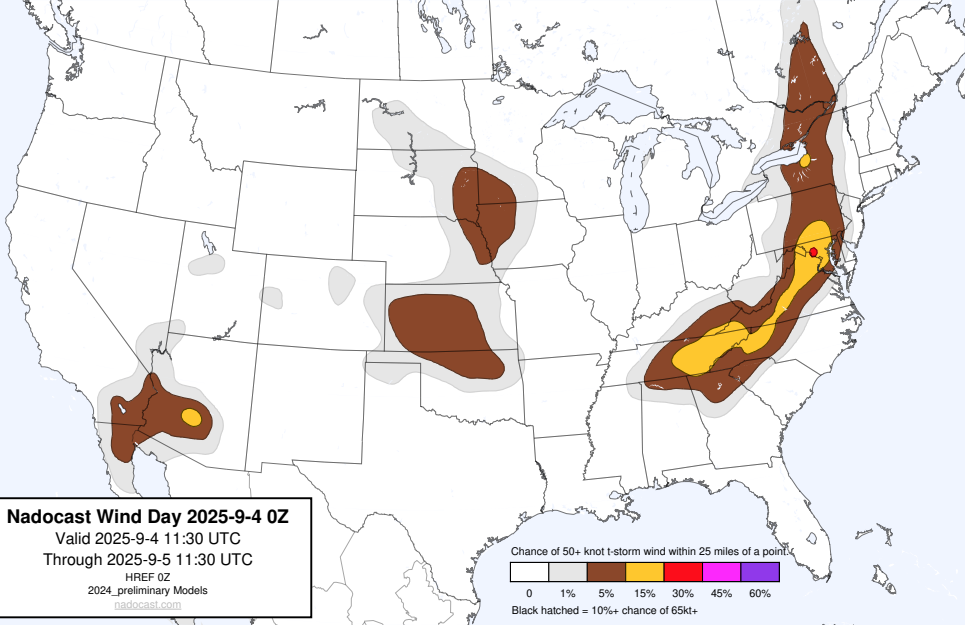 Nadocast Wind Day 2025-9-4 0Z
Valid 2025-9-4 11:30 UTC
Through 2025-9-5 11:30 UTC
HREF 0Z
2024_preliminary Models
nadocast.com
Chance of 50+ knot t-storm wind within 25 miles of a point.
0 1% 5% 15% 30% 45% 60%
Black hatched = 10%+ chance of 65kt+